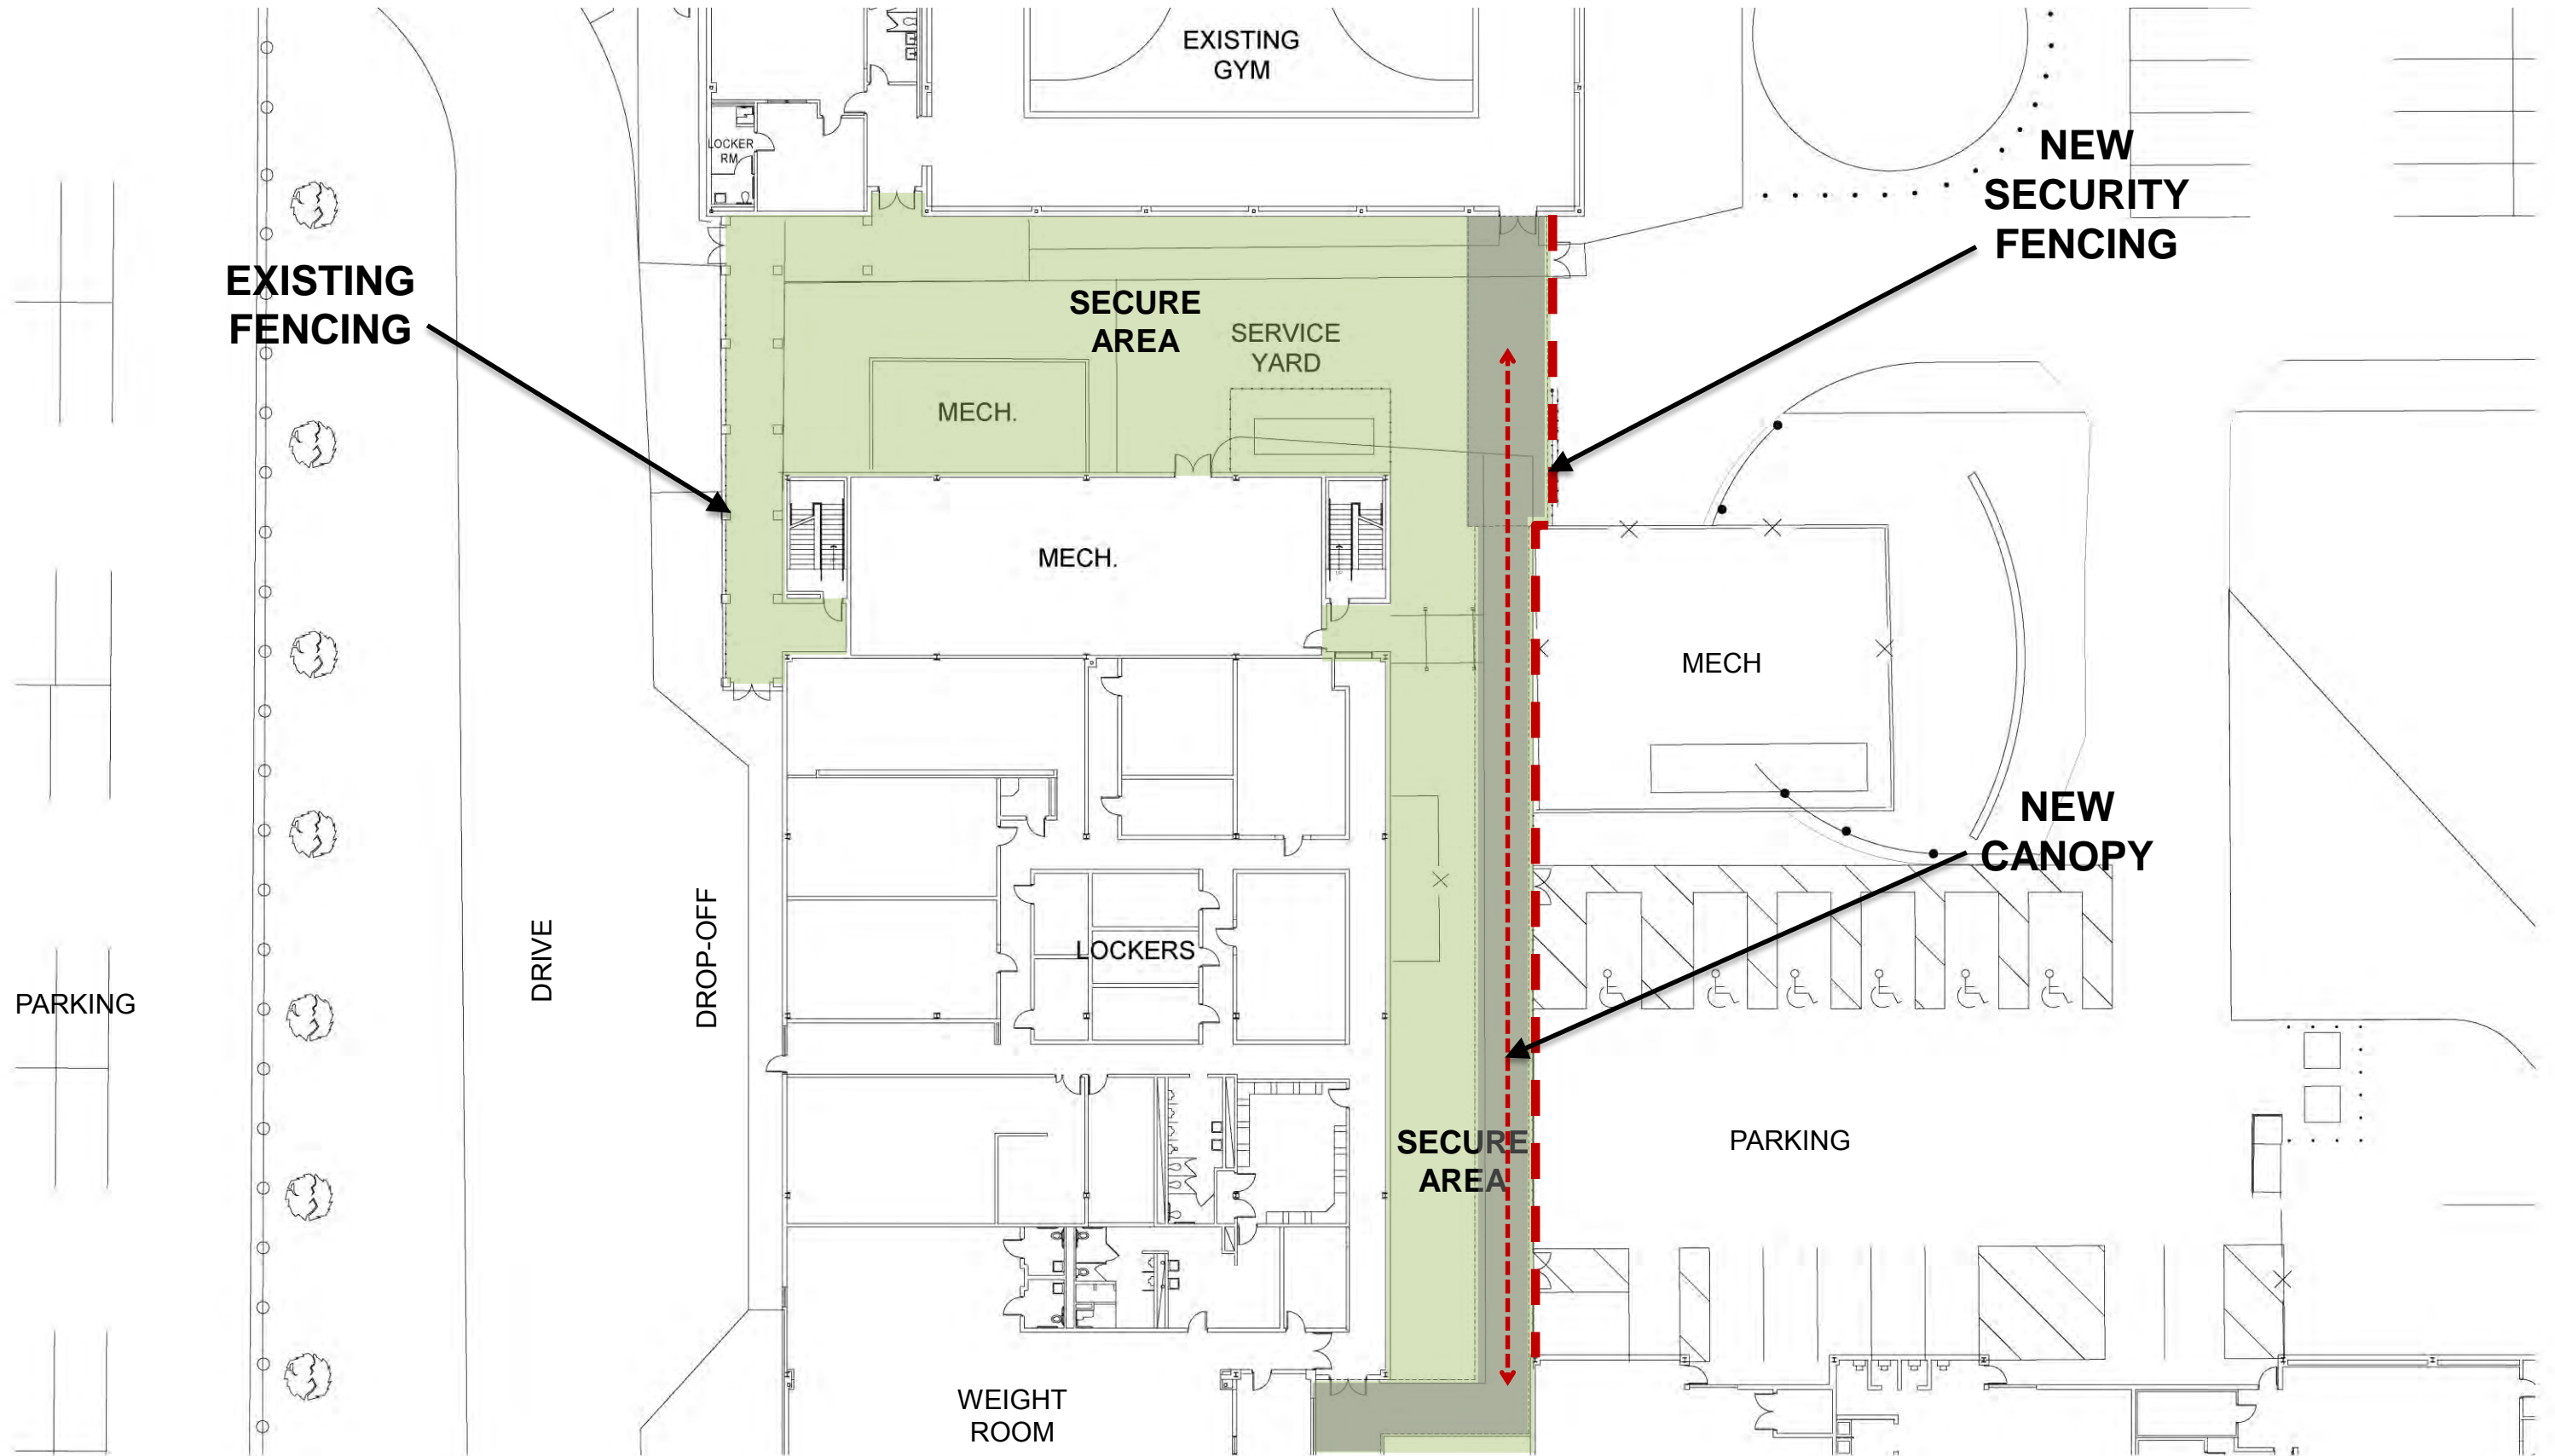 EXISTING
GYM
LOCKER
RM
NEW
SECURITY
FENCING
EXISTING
FENCING
SECURE
AREA
SERVICE
YARD
MECH.
MECH.
MECH
NEW
CANOPY
DRIVE
DROP-OFF
LOCKERS
PARKING
SECURE
AREA
PARKING
WEIGHT
ROOM